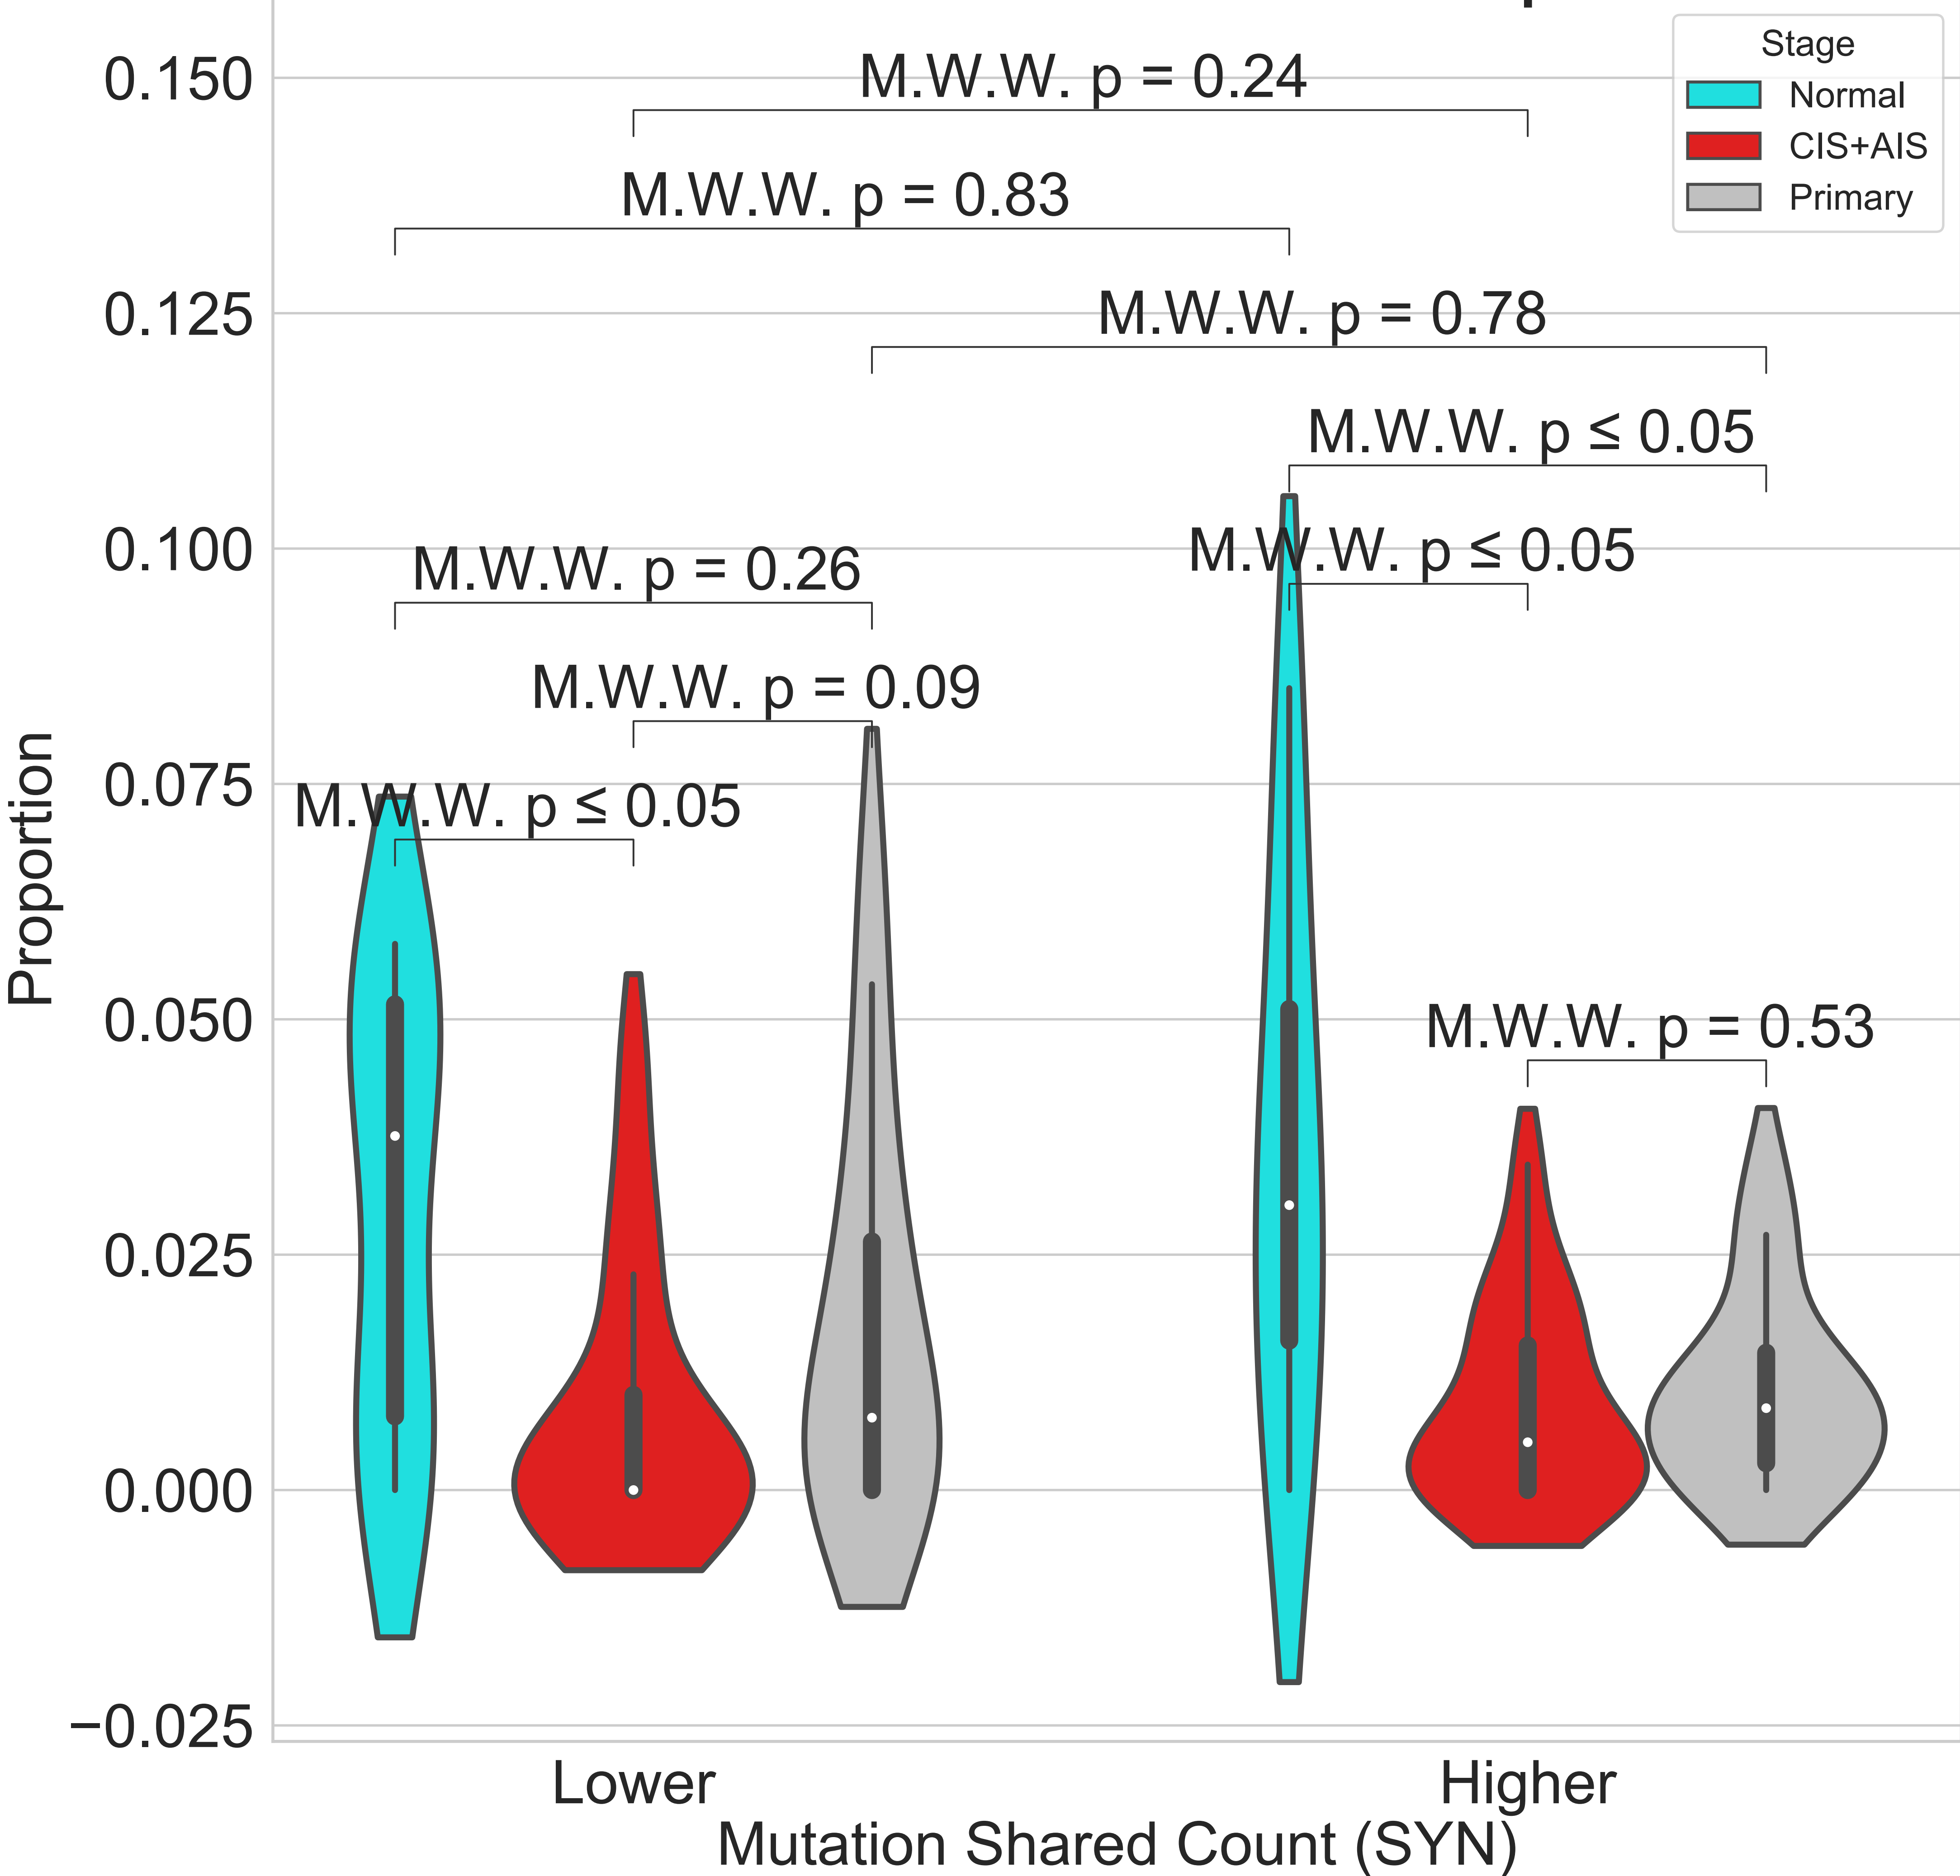 Stage
Normal
CIS+AIS
Primary
M.W.W. p = 0.24
M.W.W. p = 0.83
M.W.W. p = 0.78
M.W.W. p ≤ 0.05
M.W.W. p ≤ 0.05
M.W.W. p = 0.26
M.W.W. p = 0.09
M.W.W. p ≤ 0.05
M.W.W. p = 0.53
0.150
0.125
0.100
0.075
0.050
0.025
0.000
−0.025
Proportion
Lower
Higher
Mutation Shared Count (SYN)